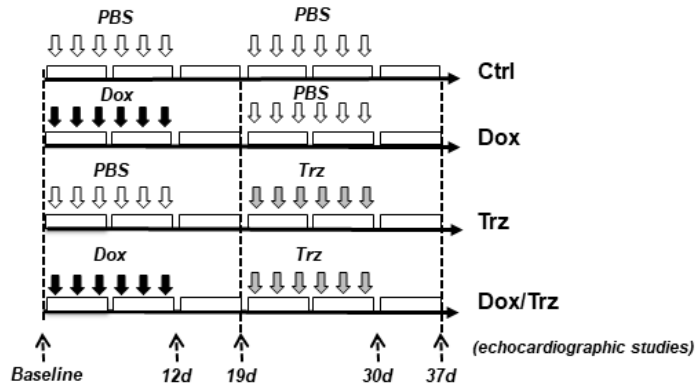 PBS PBS
Ctrl
Dox PBS
Dox
PBS Trz
Trz
Dox Trz
Dox/Trz
(echocardiographic studies)
Baseline 12d 19d 30d 37d